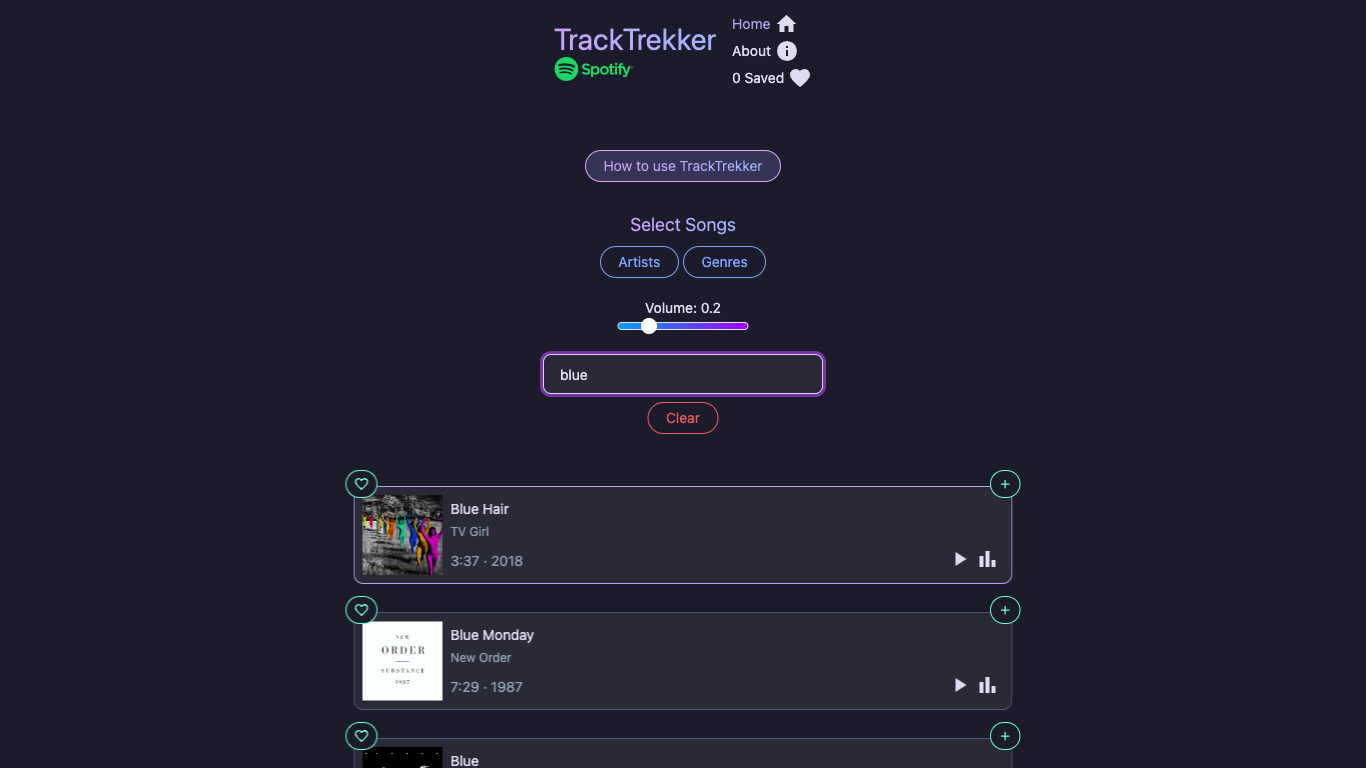 TrackTrekker
Spotify
Home
About
0 Saved
How to use TrackTrekker
Select Songs
Artists
Genres
Volume: 0.2
blue
Clear
Blue Hair
TV Girl
3:37 · 2018
NEW
ORDER
SUBSTANCE
1987
Blue Monday
New Order
7:29 · 1987
Blue